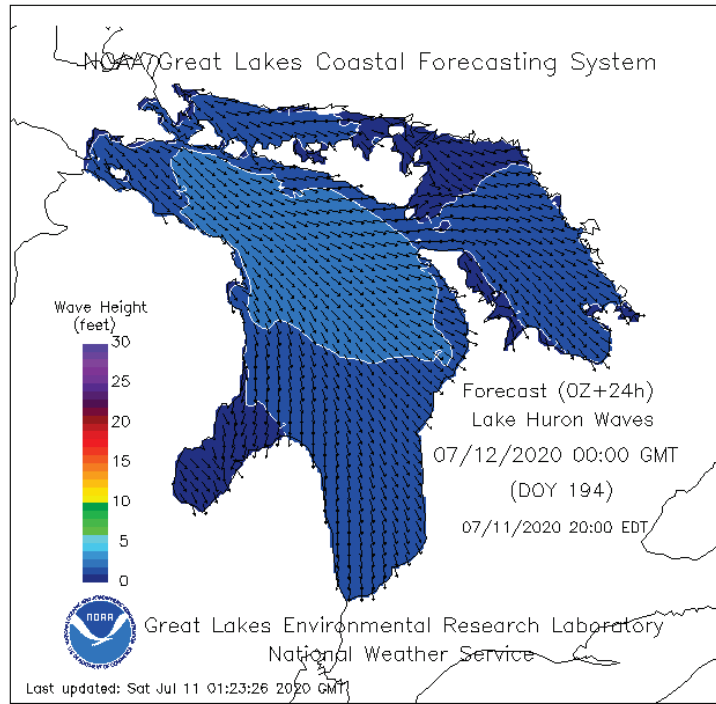 NOAA Great Lakes Coastal Forecasting System
Wave Height
(feet)
30
25
20
15
10
5
0
Forecast (0Z+24h)
Lake Huron Waves
07/12/2020 00:00 GMT
(DOY 194)
07/11/2020 20:00 EDT
NOAA
Great Lakes Environmental Research Laboratory
National Weather Service
Last updated: Sat Jul 11 01:23:26 2020 GMT